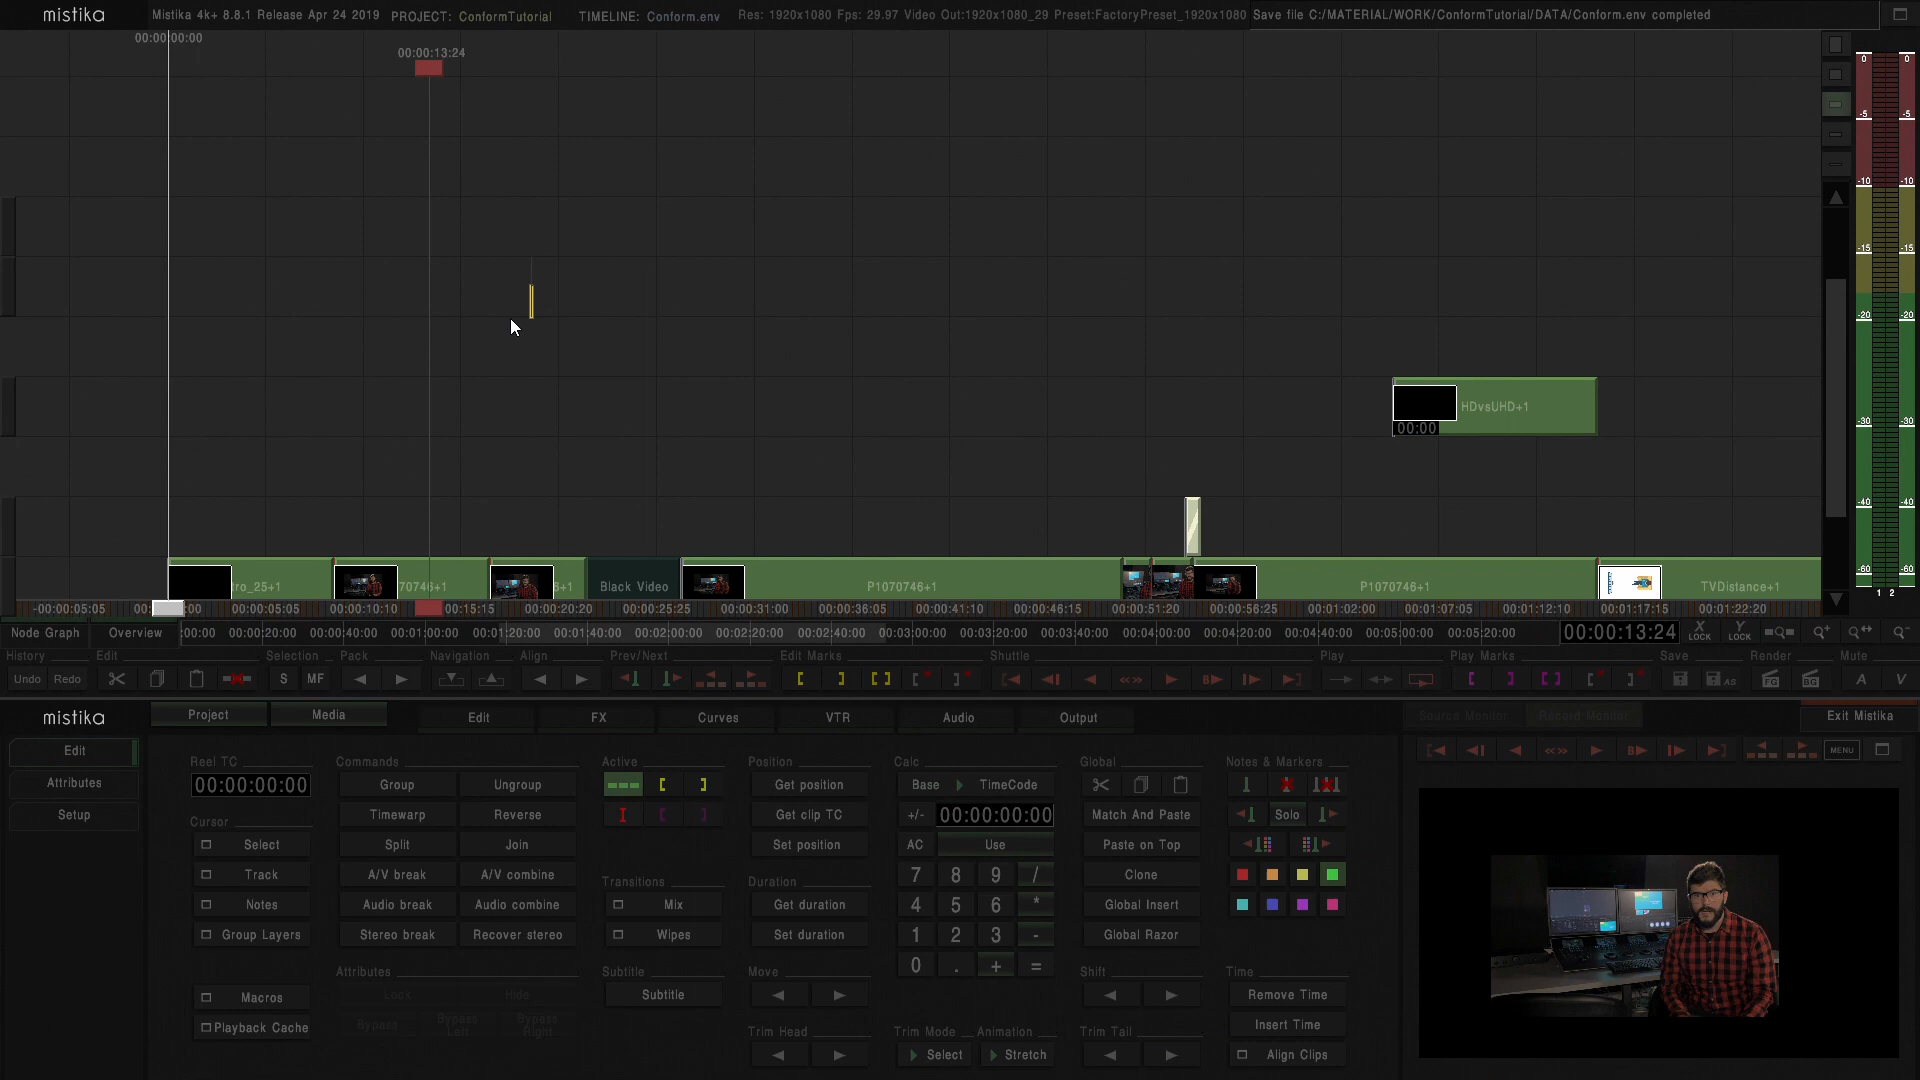 mistika Mistika 4k+ 8.8.1 Release Apr 24 2019 PROJECT: ConformTutorial TIMELINE: Conform.env Res: 1920x1080 Fps: 29.97 Video Out:1920x1080_29 Preset:FactoryPreset_1920x1080 Save file C:/MATERIAL/WORK/ConformTutorial/DATA/Conform.env completed
00:00:00:00
00:00:13:24
0 0
-5 -5
-10 -10
-15 -15
-20 -20
-30 -30
-40 -40
-60 -60
1 2
HDvsUHD+1
00:00
tro_25+1 70746+1 6+1 Black Video P1070746+1 P1070746+1 TVDistance+1
-00:00:05:05 00:00:05:05 00:00:10:10 00:15:15 00:00:20:20 00:00:25:25 00:00:31:00 00:00:36:05 00:00:41:10 00:00:46:15 00:00:51:20 00:00:56:25 00:01:02:00 00:01:07:05 00:01:12:10 00:01:17:15 00:01:22:20
Node Graph Overview :00:00 00:00:20:00 00:00:40:00 00:01:00:00 00:01:20:00 00:01:40:00 00:02:00:00 00:02:20:00 00:02:40:00 00:03:00:00 00:03:20:00 00:03:40:00 00:04:00:00 00:04:20:00 00:04:40:00 00:05:00:00 00:05:20:00 00:00:13:24 X LOCK Y LOCK
History Edit Selection Pack Navigation Align Prev/Next Edit Marks Shuttle Play Play Marks Save Render Mute
Undo Redo S MF AS FG BG A V
mistika Project Media Edit FX Curves VTR Audio Output Source Monitor Record Monitor Exit Mistika
Edit
Attributes
Setup
MENU
Reel TC
00:00:00:00
Cursor
Select
Track
Notes
Group Layers
Macros
Playback Cache
Commands
Group Ungroup
Timewarp Reverse
Split Join
A/V break A/V combine
Audio break Audio combine
Stereo break Recover stereo
Attributes
Lock Hide
Bypass Bypass Left Bypass Right
Active
Transitions
Mix
Wipes
Subtitle
Subtitle
Position
Get position
Get clip TC
Set position
Duration
Get duration
Set duration
Move
Trim Head
Calc
Base TimeCode
+/- 00:00:00:00
AC Use
7 8 9 /
4 5 6 *
1 2 3 -
0 . + =
Trim Mode Animation
Select Stretch
Global
Match And Paste
Paste on Top
Clone
Global Insert
Global Razor
Shift
Trim Tail
Notes & Markers
Solo
Time
Remove Time
Insert Time
Align Clips